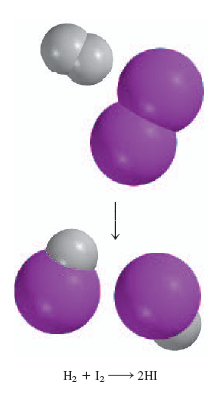 H₂ + I₂ ⟶ 2HI